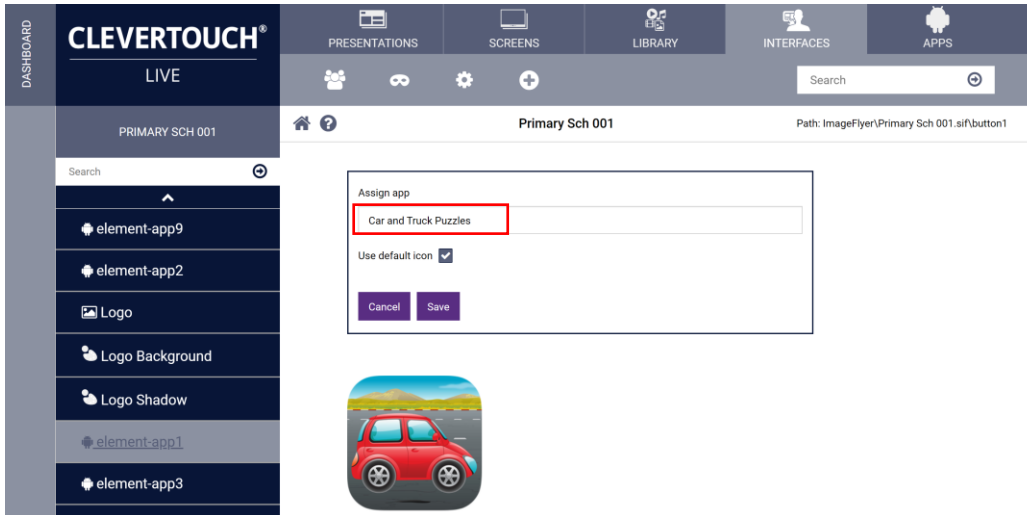 DASHBOARD
CLEVERTOUCH®
LIVE
PRESENTATIONS
SCREENS
LIBRARY
INTERFACES
APPS
Search
PRIMARY SCH 001
Primary Sch 001
Path: ImageFlyer\Primary Sch 001.sif\button1
Search
element-app9
element-app2
Logo
Logo Background
Logo Shadow
element-app1
element-app3
Assign app
Car and Truck Puzzles
Use default icon
Cancel
Save